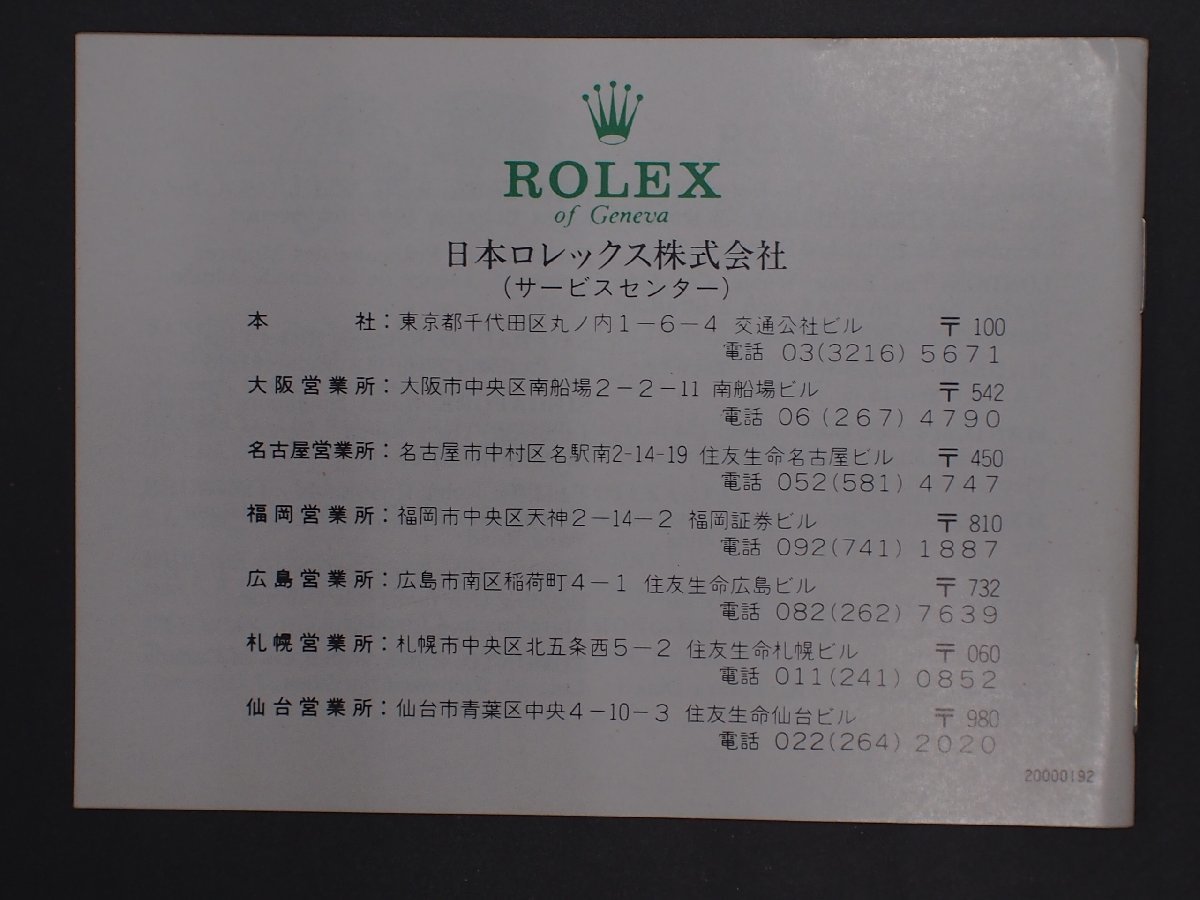 ROLEX
of Geneva
日本ロレックス株式会社
(サービスセンター)
本社:東京都千代田区丸ノ内1-6-4 交通公社ビル 〒100
電話 03(3216)5671
大阪営業所:大阪市中央区南船場2-2-11 南船場ビル 〒542
電話 06(267)4790
名古屋営業所:名古屋市中村区名駅南2-14-19 住友生命名古屋ビル 〒450
電話 052(581)4747
福岡営業所:福岡市中央区天神2-14-2 福岡証券ビル 〒810
電話 092(741)1887
広島営業所:広島市南区稲荷町4-1 住友生命広島ビル 〒732
電話 082(262)7639
札幌営業所:札幌市中央区北五条西5-2 住友生命札幌ビル 〒060
電話 011(241)0852
仙台営業所:仙台市青葉区中央4-10-3 住友生命仙台ビル 〒980
電話 022(264)2020
20000192